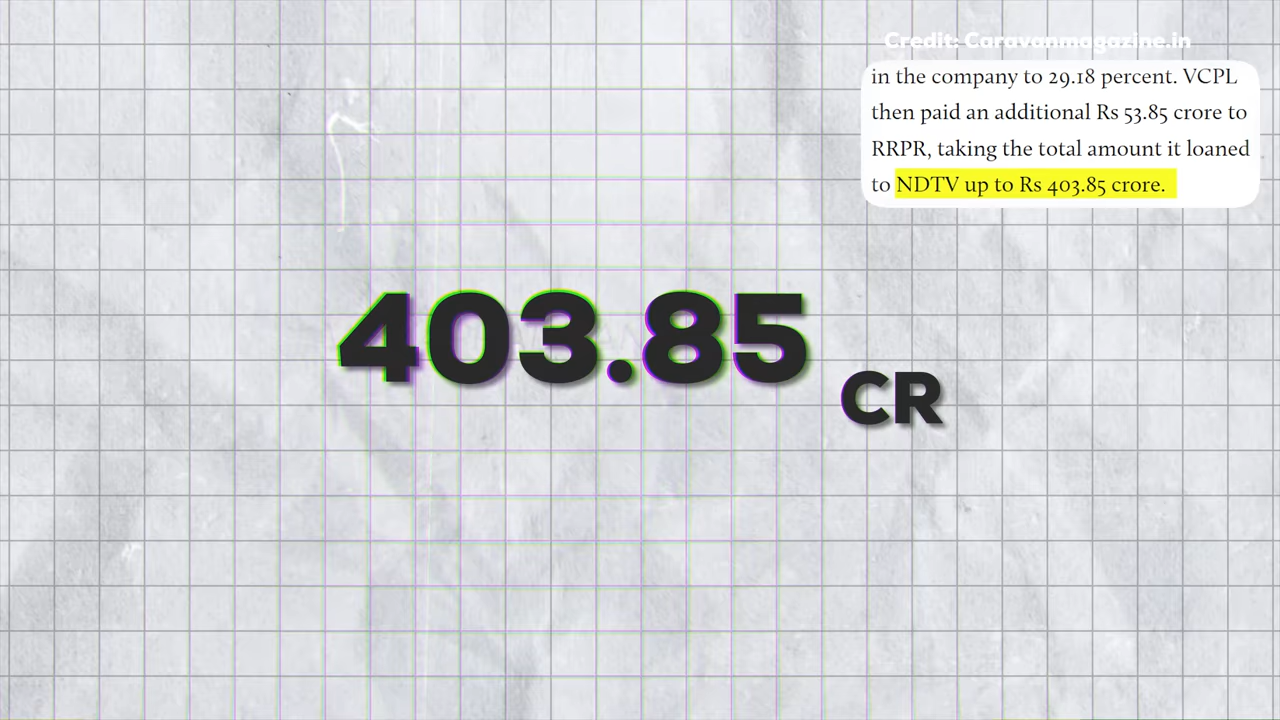 Credit: Caravanmagazine.in
in the company to 29.18 percent. VCPL
then paid an additional Rs 53.85 crore to
RRPR, taking the total amount it loaned
to NDTV up to Rs 403.85 crore.
403.85
CR